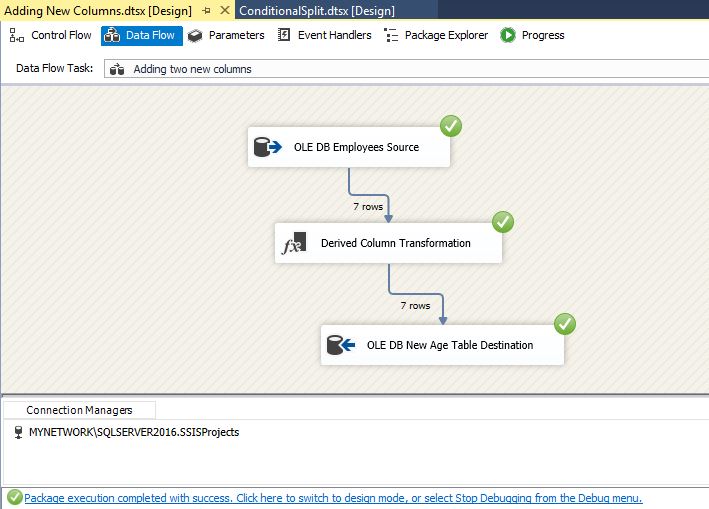 Adding New Columns.dtsx [Design] ConditionalSplit.dtsx [Design]
Control Flow Data Flow Parameters Event Handlers Package Explorer Progress
Data Flow Task: Adding two new columns
OLE DB Employees Source
7 rows
fx Derived Column Transformation
7 rows
OLE DB New Age Table Destination
Connection Managers
MYNETWORK\SQLSERVER2016.SSISProjects
Package execution completed with success. Click here to switch to design mode, or select Stop Debugging from the Debug menu.